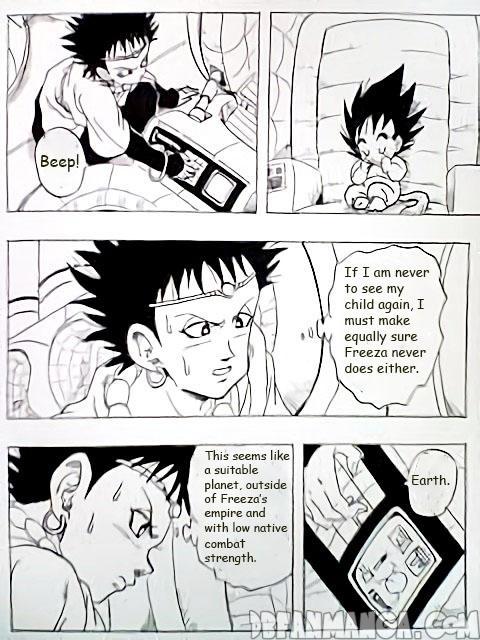 Beep!
If I am never
to see my
child again, I
must make
equally sure
Freeza never
does either.
This seems like
a suitable
planet, outside
of Freeza's
empire and
with low native
combat
strength.
Earth.
DBFANMANGA.COM